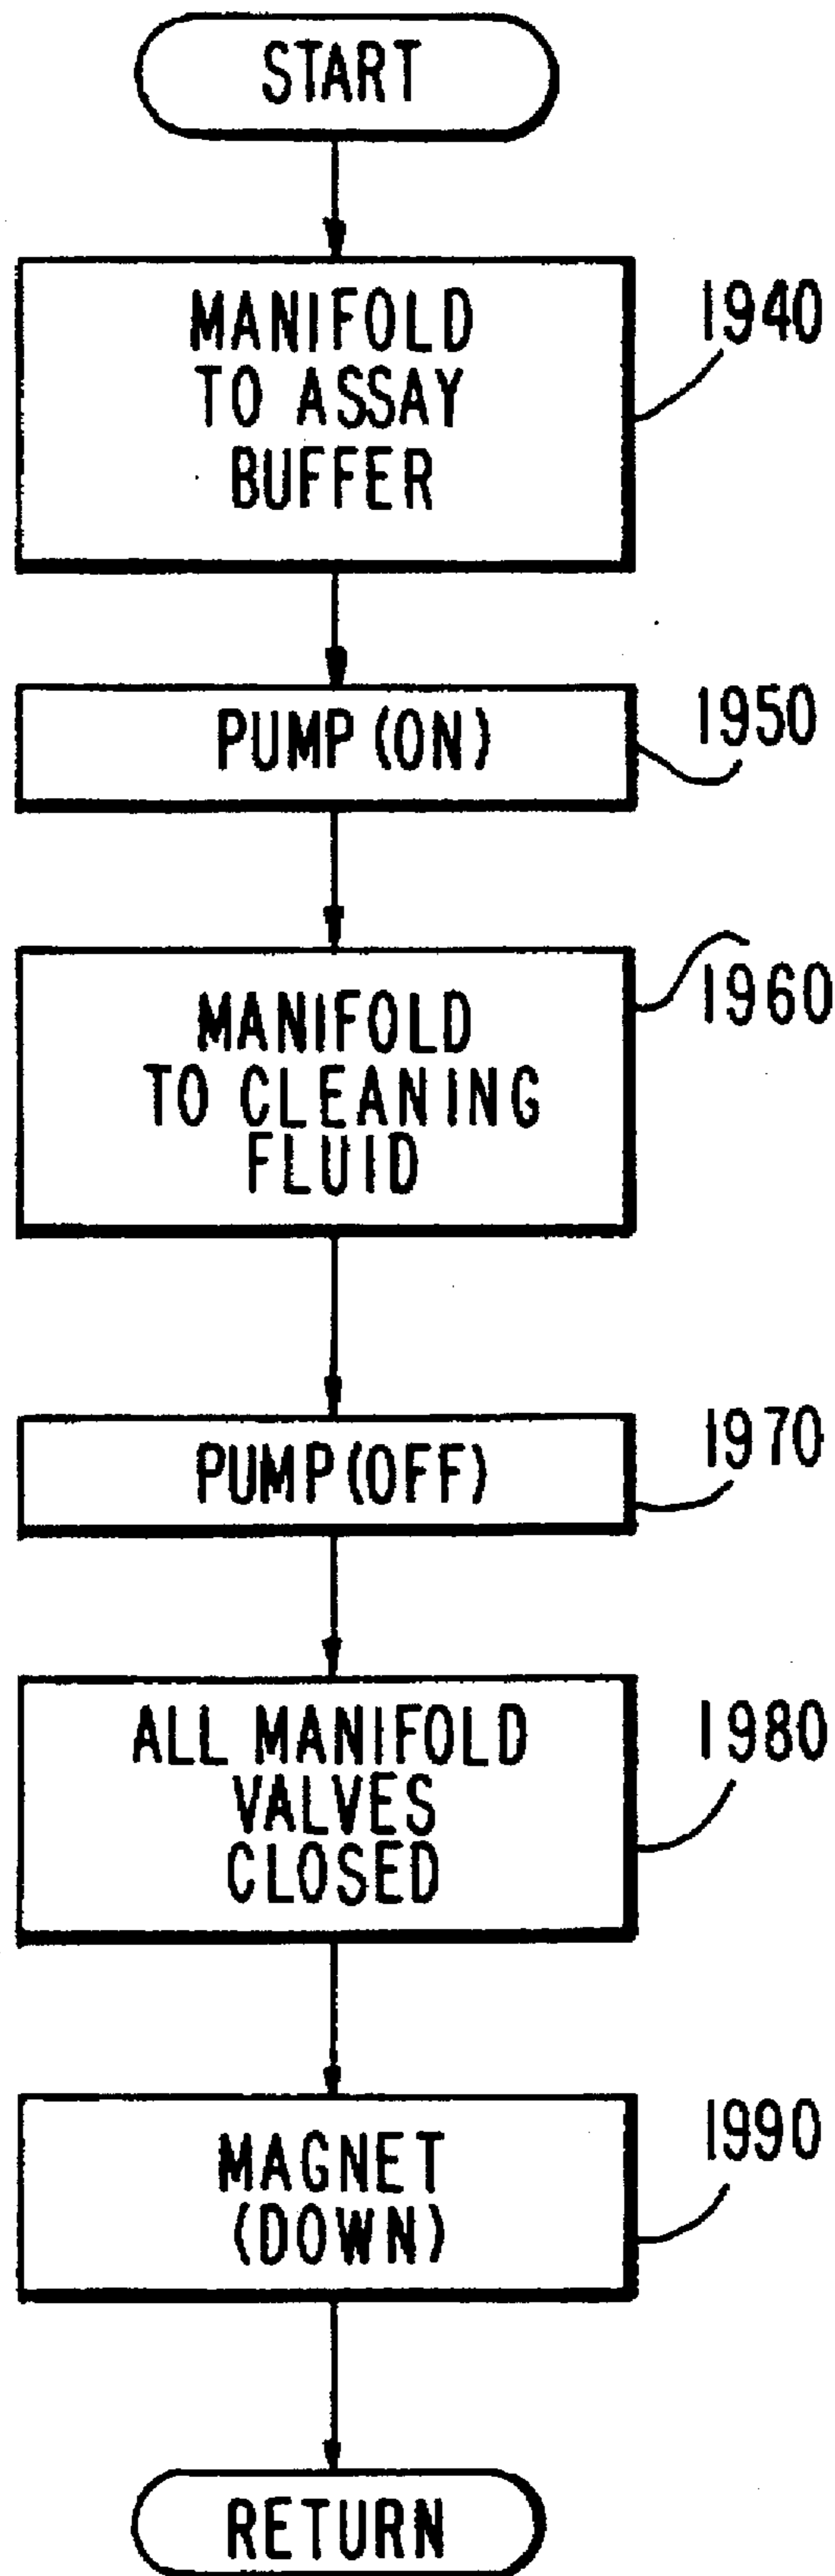 START
MANIFOLD
TO ASSAY
BUFFER
1940
PUMP (ON)
1950
MANIFOLD
TO CLEANING
FLUID
1960
PUMP (OFF)
1970
ALL MANIFOLD
VALVES
CLOSED
1980
MAGNET
(DOWN)
1990
RETURN